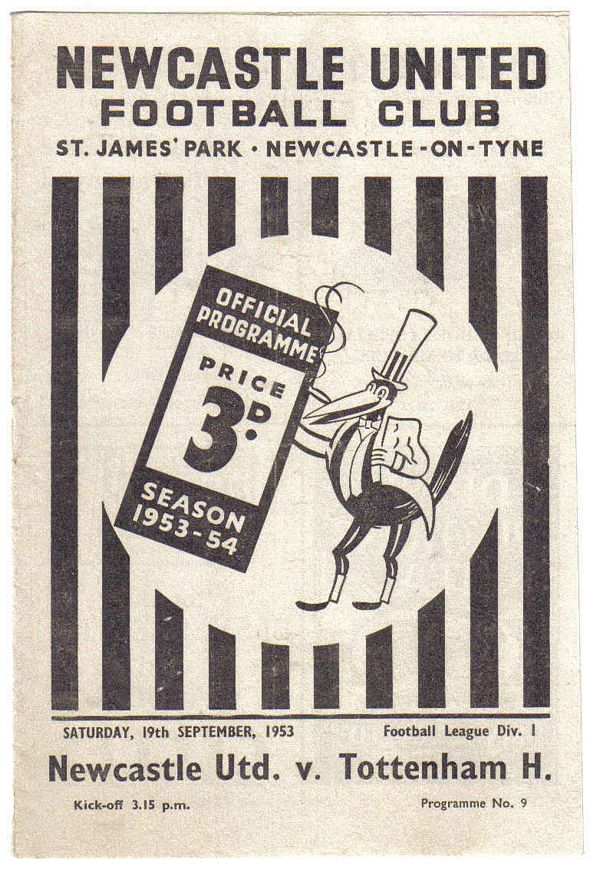 NEWCASTLE UNITED
FOOTBALL CLUB
ST. JAMES' PARK · NEWCASTLE-ON-TYNE
OFFICIAL
PROGRAMME
PRICE
3D.
SEASON
1953-54
SATURDAY, 19th SEPTEMBER, 1953
Football League Div. 1
Newcastle Utd. v. Tottenham H.
Kick-off 3.15 p.m.
Programme No. 9